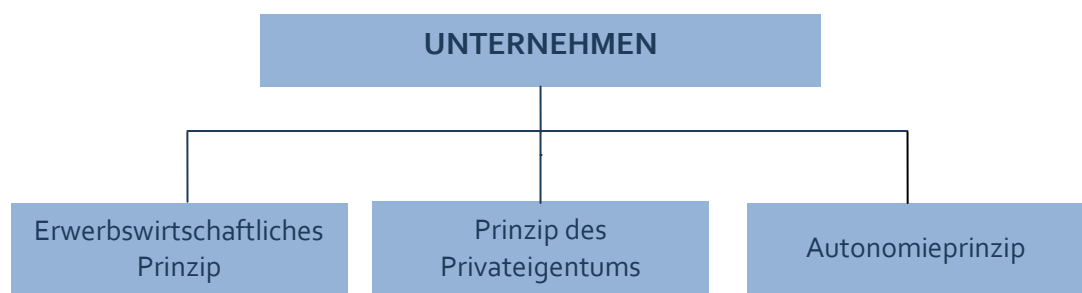 UNTERNEHMEN
Erwerbswirtschaftliches
Prinzip
Prinzip des
Privateigentums
Autonomieprinzip